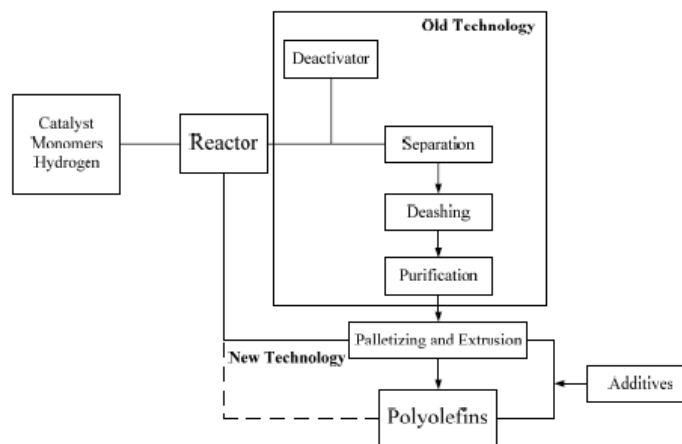 Old Technology
Deactivator
Catalyst
Monomers
Hydrogen
Reactor
Separation
Deashing
Purification
Palletizing and Extrusion
New Technology
Additives
Polyolefins